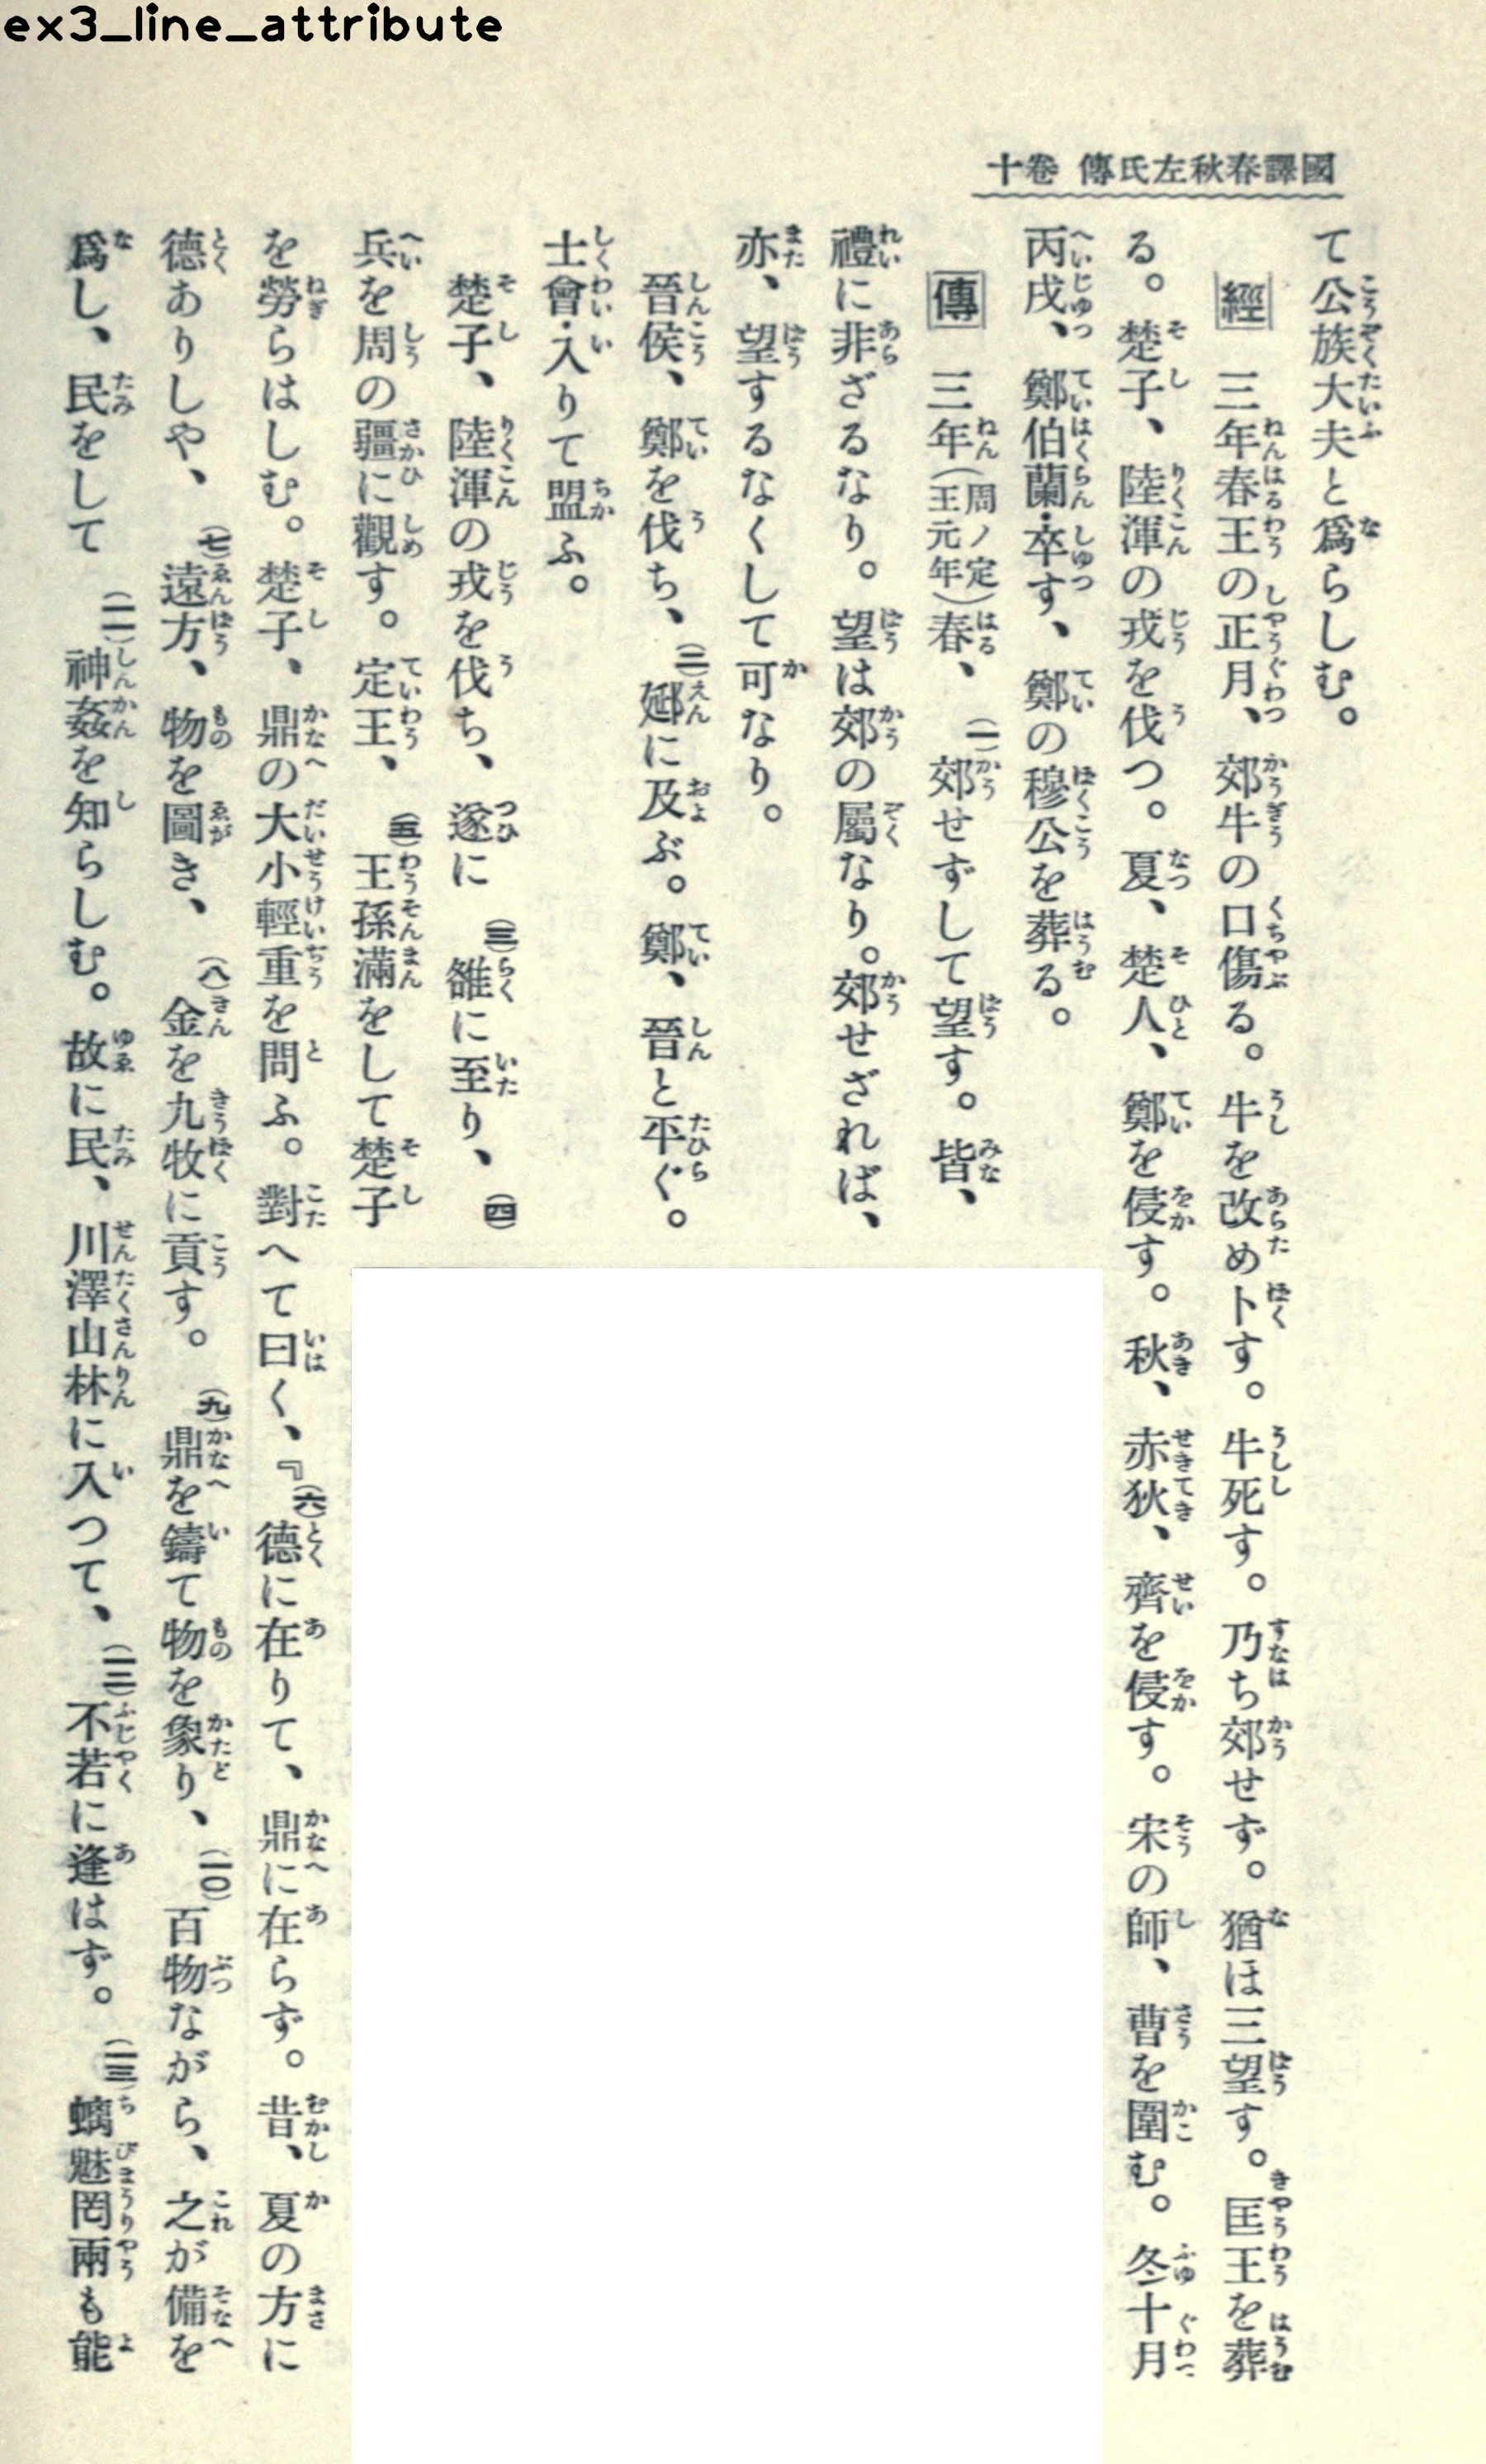 ex3_line_attribute
國譯春秋左氏傳 卷十
て公族大夫と爲らしむ。
經 三年春王の正月、郊牛の口傷る。牛を改め卜す。牛死す。乃ち郊せず。猶ほ三望す。匡王を葬
る。楚子、陸渾の戎を伐つ。夏、楚人、鄭を侵す。秋、赤狄、齊を侵す。宋の師、曹を圍む。冬十月
丙戌、鄭伯蘭・卒す、鄭の穆公を葬る。
傳 三年(周ノ定王元年)春、(一)郊せずして望す。皆、
禮に非ざるなり。望は郊の屬なり。郊せざれば、
亦、望するなくして可なり。
晉侯、鄭を伐ち、(二)郔に及ぶ。鄭、晉と平ぐ。
士會・入りて盟ふ。
楚子、陸渾の戎を伐ち、遂に(三)雒に至り、(四)
兵を周の疆に觀す。定王、(五)王孫滿をして楚子
を勞らはしむ。楚子、鼎の大小輕重を問ふ。對へて曰く、『(六)德に在りて、鼎に在らず。昔、夏の方に
德ありしや、(七)遠方、物を圖き、(八)金を九牧に貢す。(九)鼎を鑄て物を象り、(一〇)百物ながら、之が備を
爲し、民をして(一一)神姦を知らしむ。故に民、川澤山林に入つて、(一二)不若に逢はず。(一三)螭魅罔兩も能